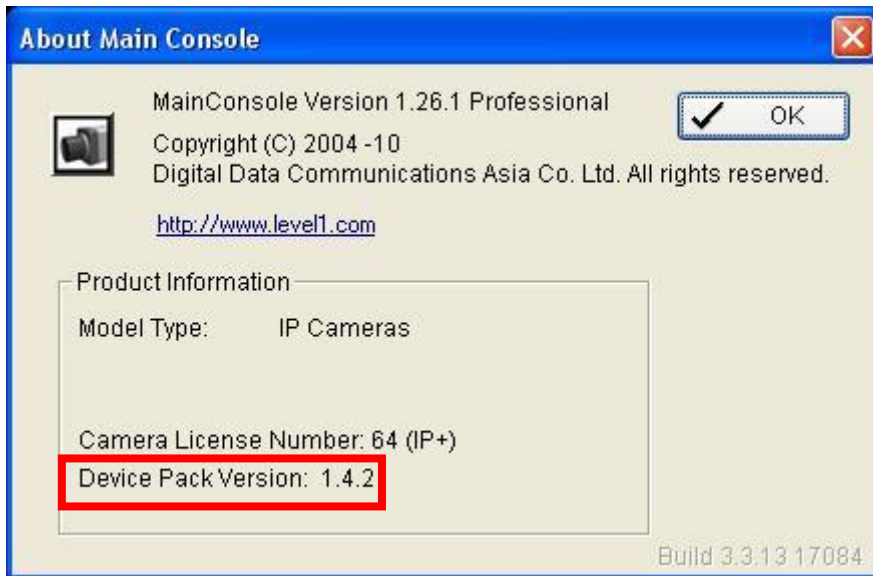 About Main Console
MainConsole Version 1.26.1 Professional
OK
Copyright (C) 2004 -10
Digital Data Communications Asia Co. Ltd. All rights reserved.
http://www.level1.com
Product Information
Model Type: IP Cameras
Camera License Number: 64 (IP+)
Device Pack Version: 1.4.2
Build 3.3.13 17084